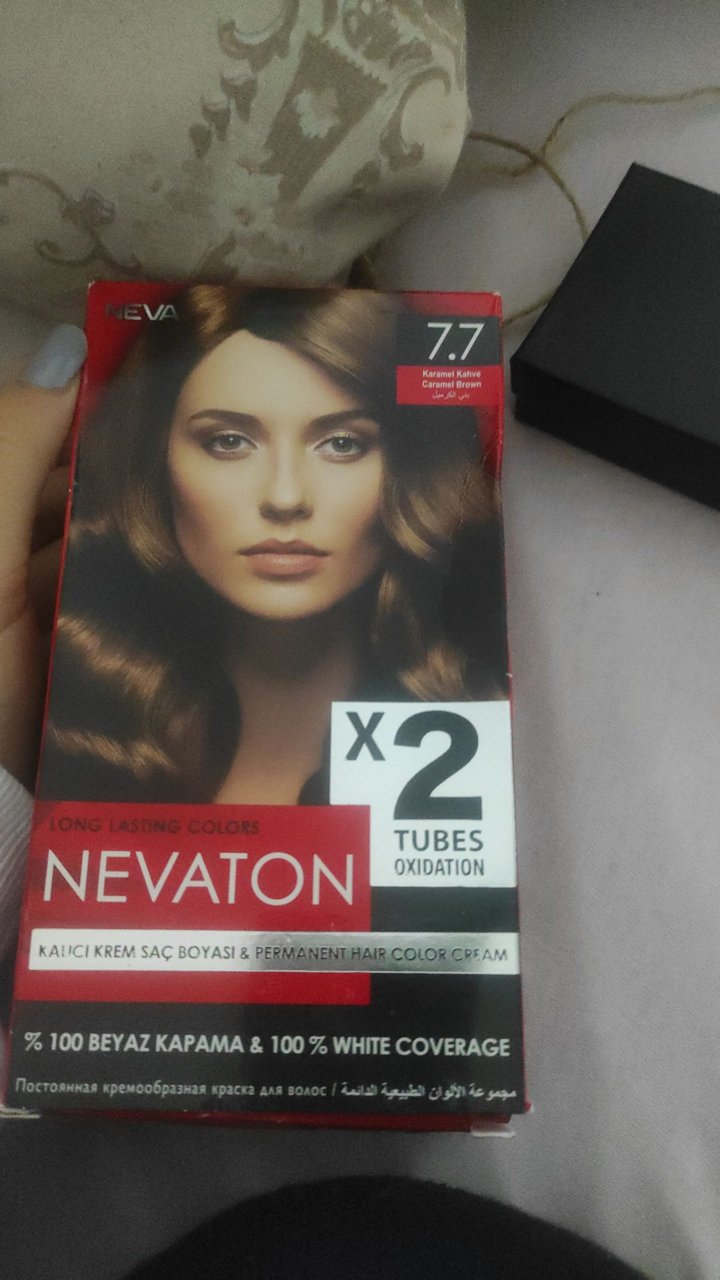 NEVA
7.7
Karamel Kahve
Caramel Brown
بني الكرميل
X2
TUBES
OXIDATION
LONG LASTING COLORS
NEVATON
KALICI KREM SAÇ BOYASI & PERMANENT HAIR COLOR CREAM
% 100 BEYAZ KAPAMA & 100 % WHITE COVERAGE
Постоянная кремообразная краска для волос / مجموعة الألوان الطبيعية الدائمة